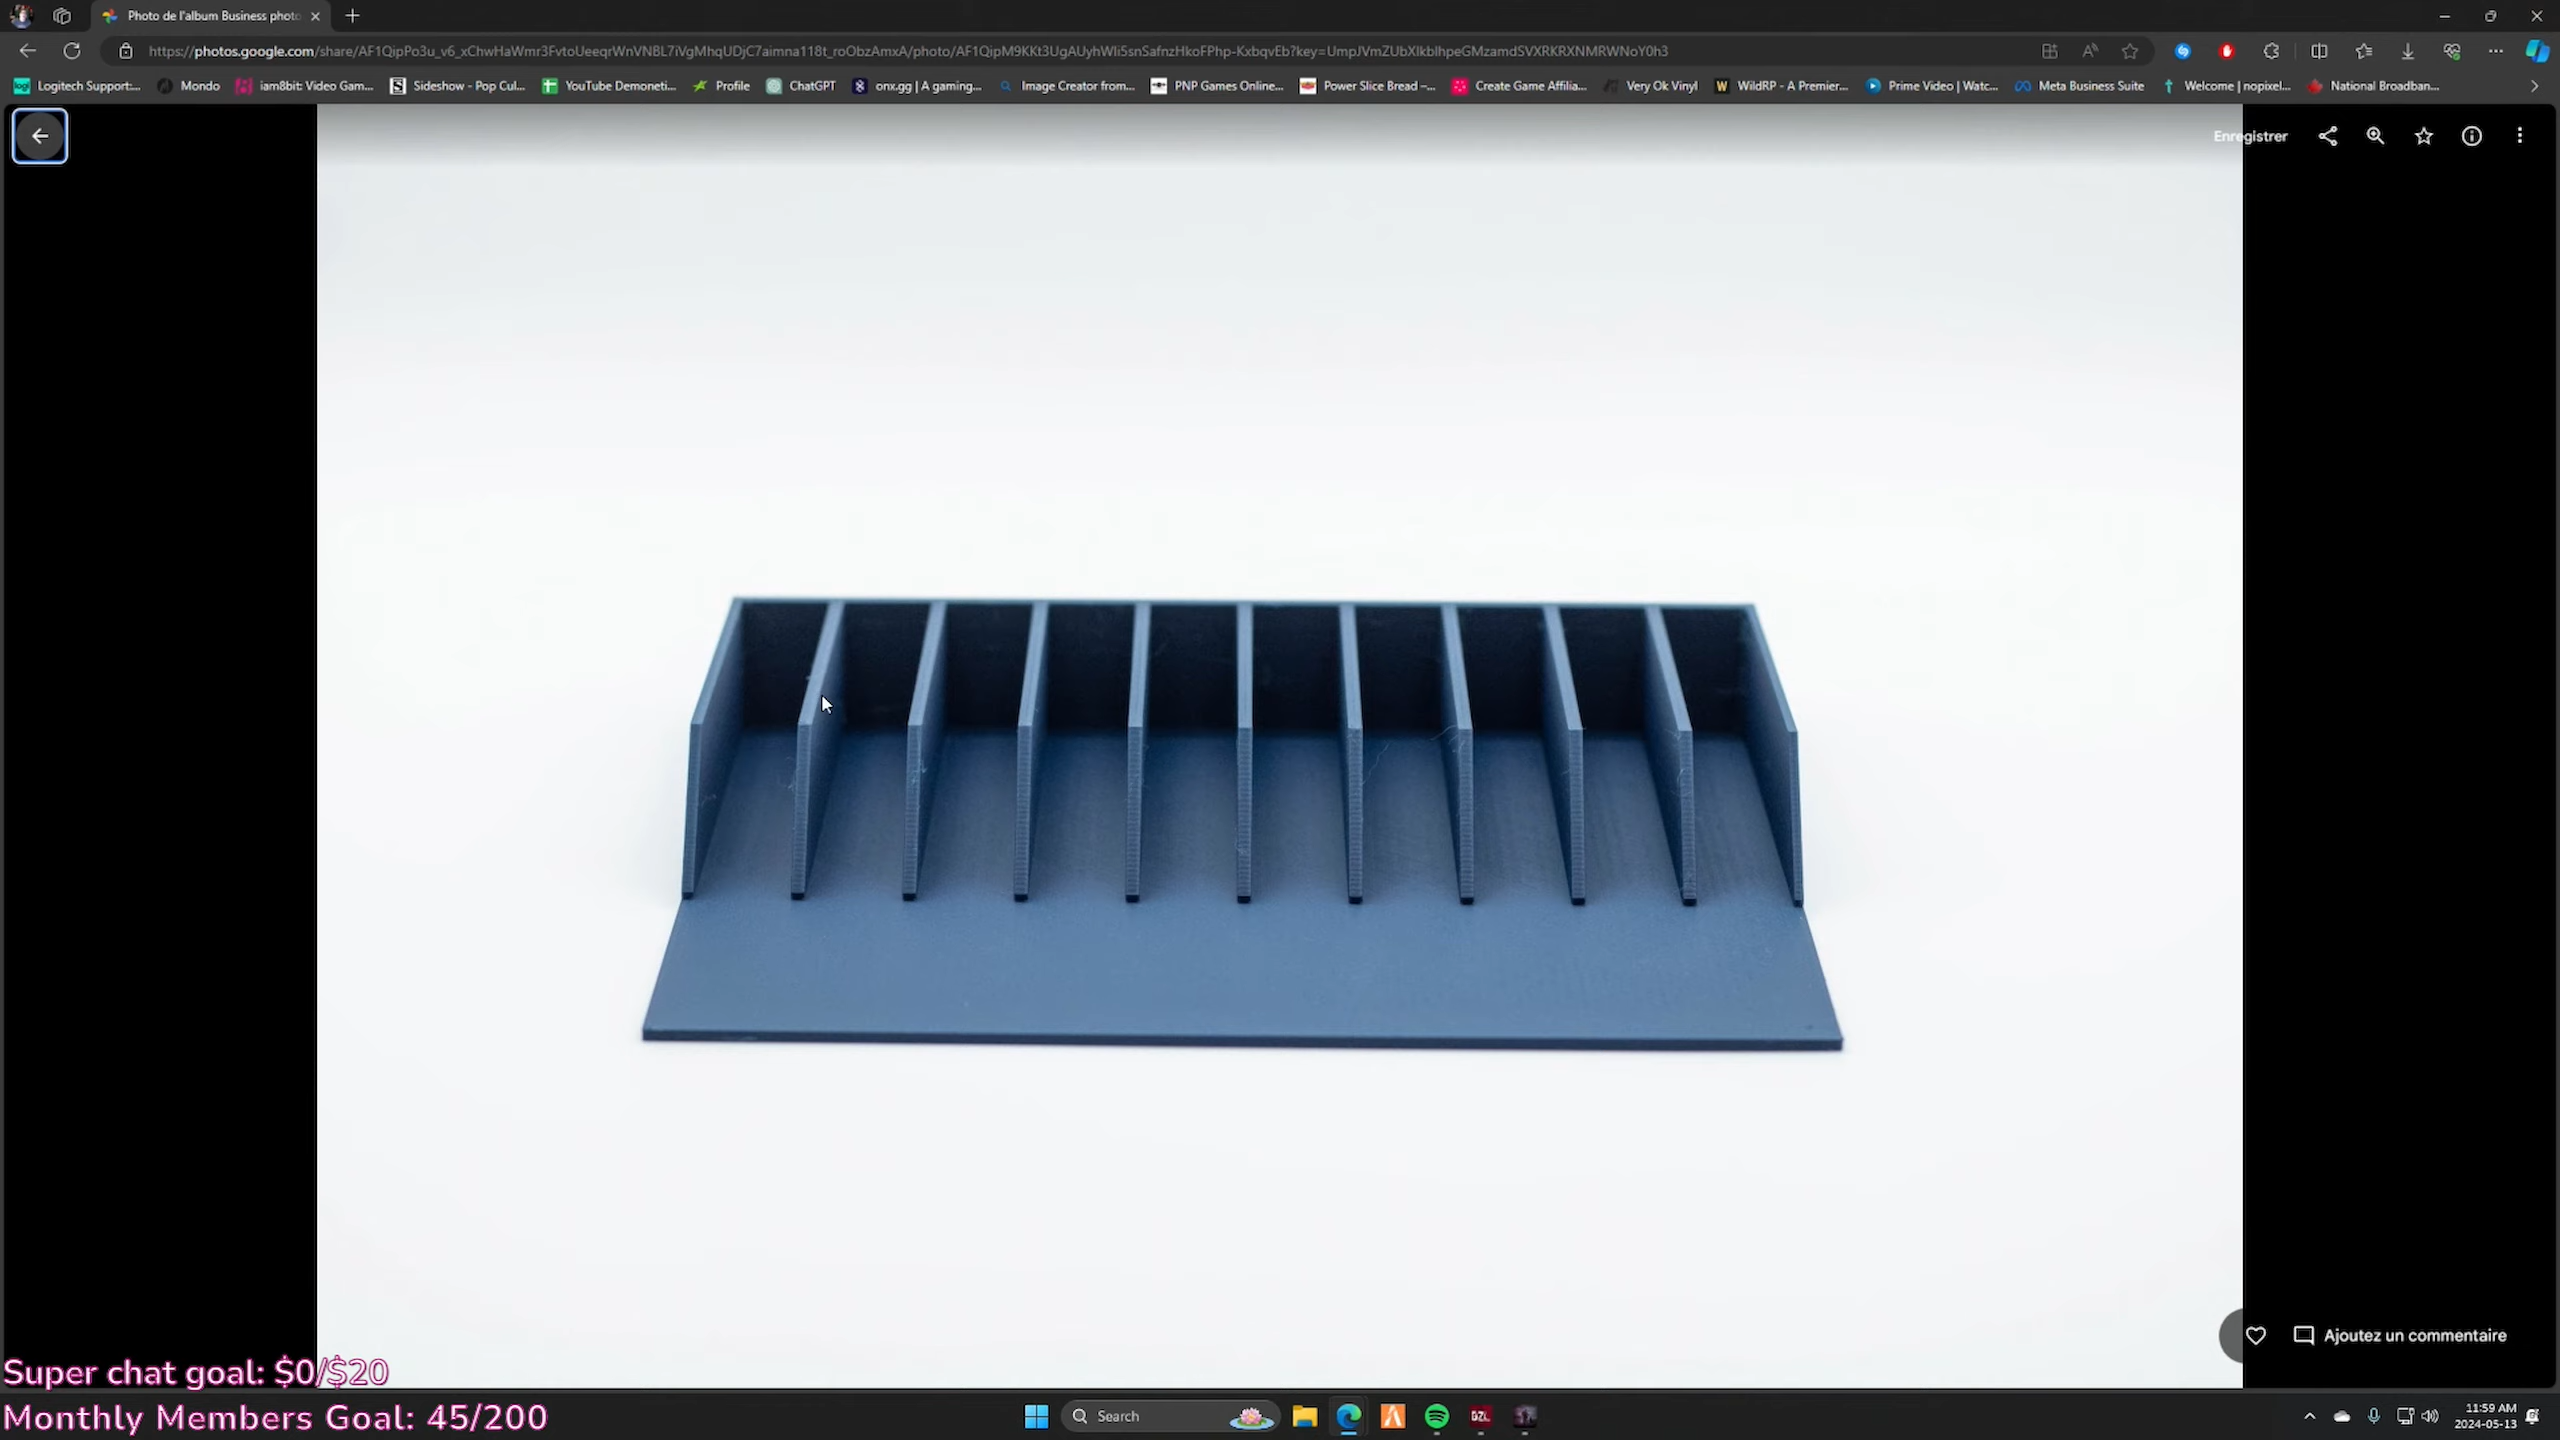 Photo de l'album Business photo
https://photos.google.com/share/AF1QipPo3u_v6_xChwHaWmr3FvtoUeeqrWnVNBL7iVgMhqUDjC7aimna118t_roObzAmxA/photo/AF1QipM9KKt3UgAUyhWIi5snSafnzHkoFPhp-KxbqvEb?key=UmpJVmZUbXlkblhpeGMzamdSVXRKRXNMRWNoY0h3
logi Logitech Support:... Mondo iam8bit: Video Gam... Sideshow - Pop Cul... YouTube Demoneti... Profile ChatGPT onx.gg | A gaming... Image Creator from... PNP Games Online... Power Slice Bread –... Create Game Affilia... Very Ok Vinyl W WildRP - A Premier... Prime Video | Watc... Meta Business Suite Welcome | nopixel... National Broadban...
Enregistrer
Ajoutez un commentaire
Super chat goal: $0/$20
Monthly Members Goal: 45/200
Search
11:59 AM
2024-05-13